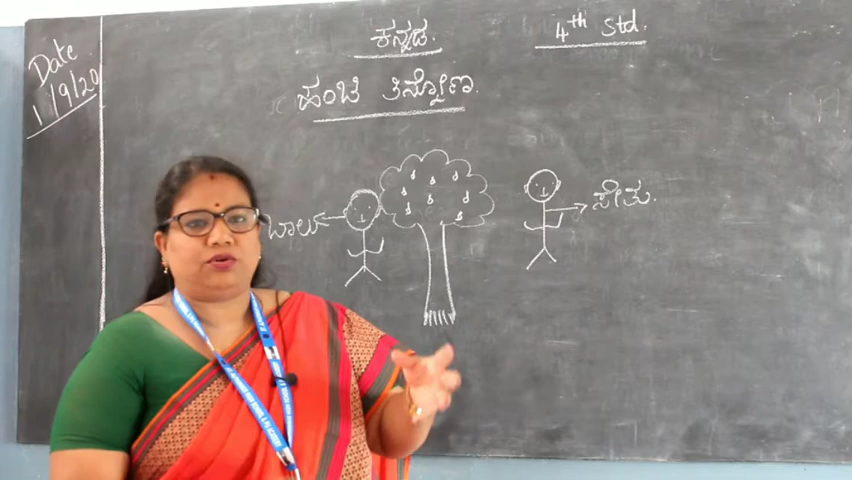 Date
1/9/20
ಕನ್ನಡ.
4th Std.
ಹಂಚಿ ತಿನ್ನೋಣ.
ಬಾಲು
ಸೇತು.